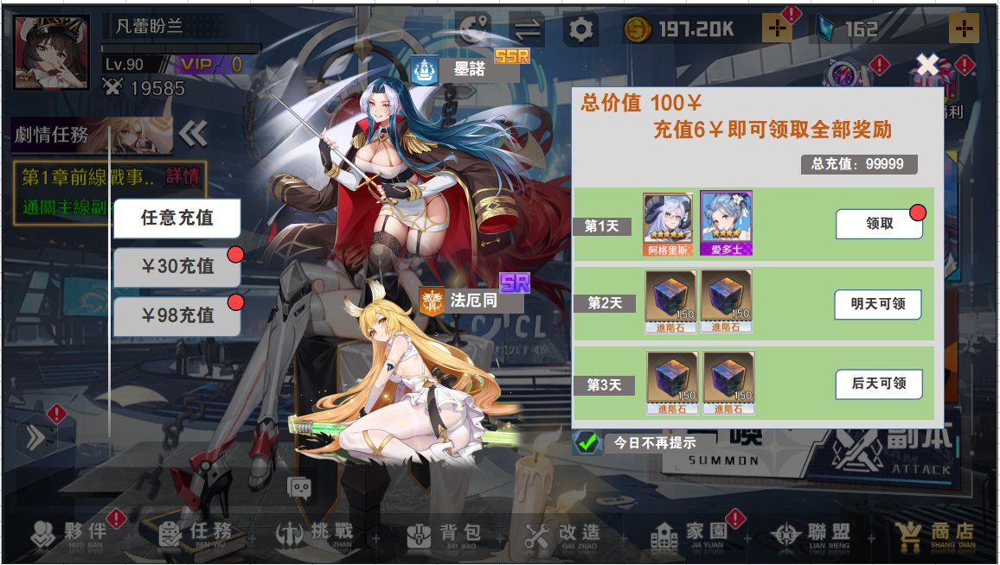 凡蕾盼兰
Lv.90 VIP 0
19585
197.20K
162
劇情任務
第1章前線戰事.. 詳情
通關主線副
任意充值
￥30充值
￥98充值
墨諾 SSR
法厄同 SR
福利
总价值 100￥
充值6￥即可领取全部奖励
总充值：99999
第1天
阿格里斯
愛多士
领取
第2天
150
進階石
150
進階石
明天可领
第3天
150
進階石
150
進階石
后天可领
今日不再提示
喚
SUMMON
副本
ATTACK
夥伴
HUO BAN
任務
REN WU
挑戰
ZHAN
背包
BEI BAO
改造
GAI ZHAO
家園
JIA YUAN
聯盟
LIAN MENG
商店
SHANG DIAN